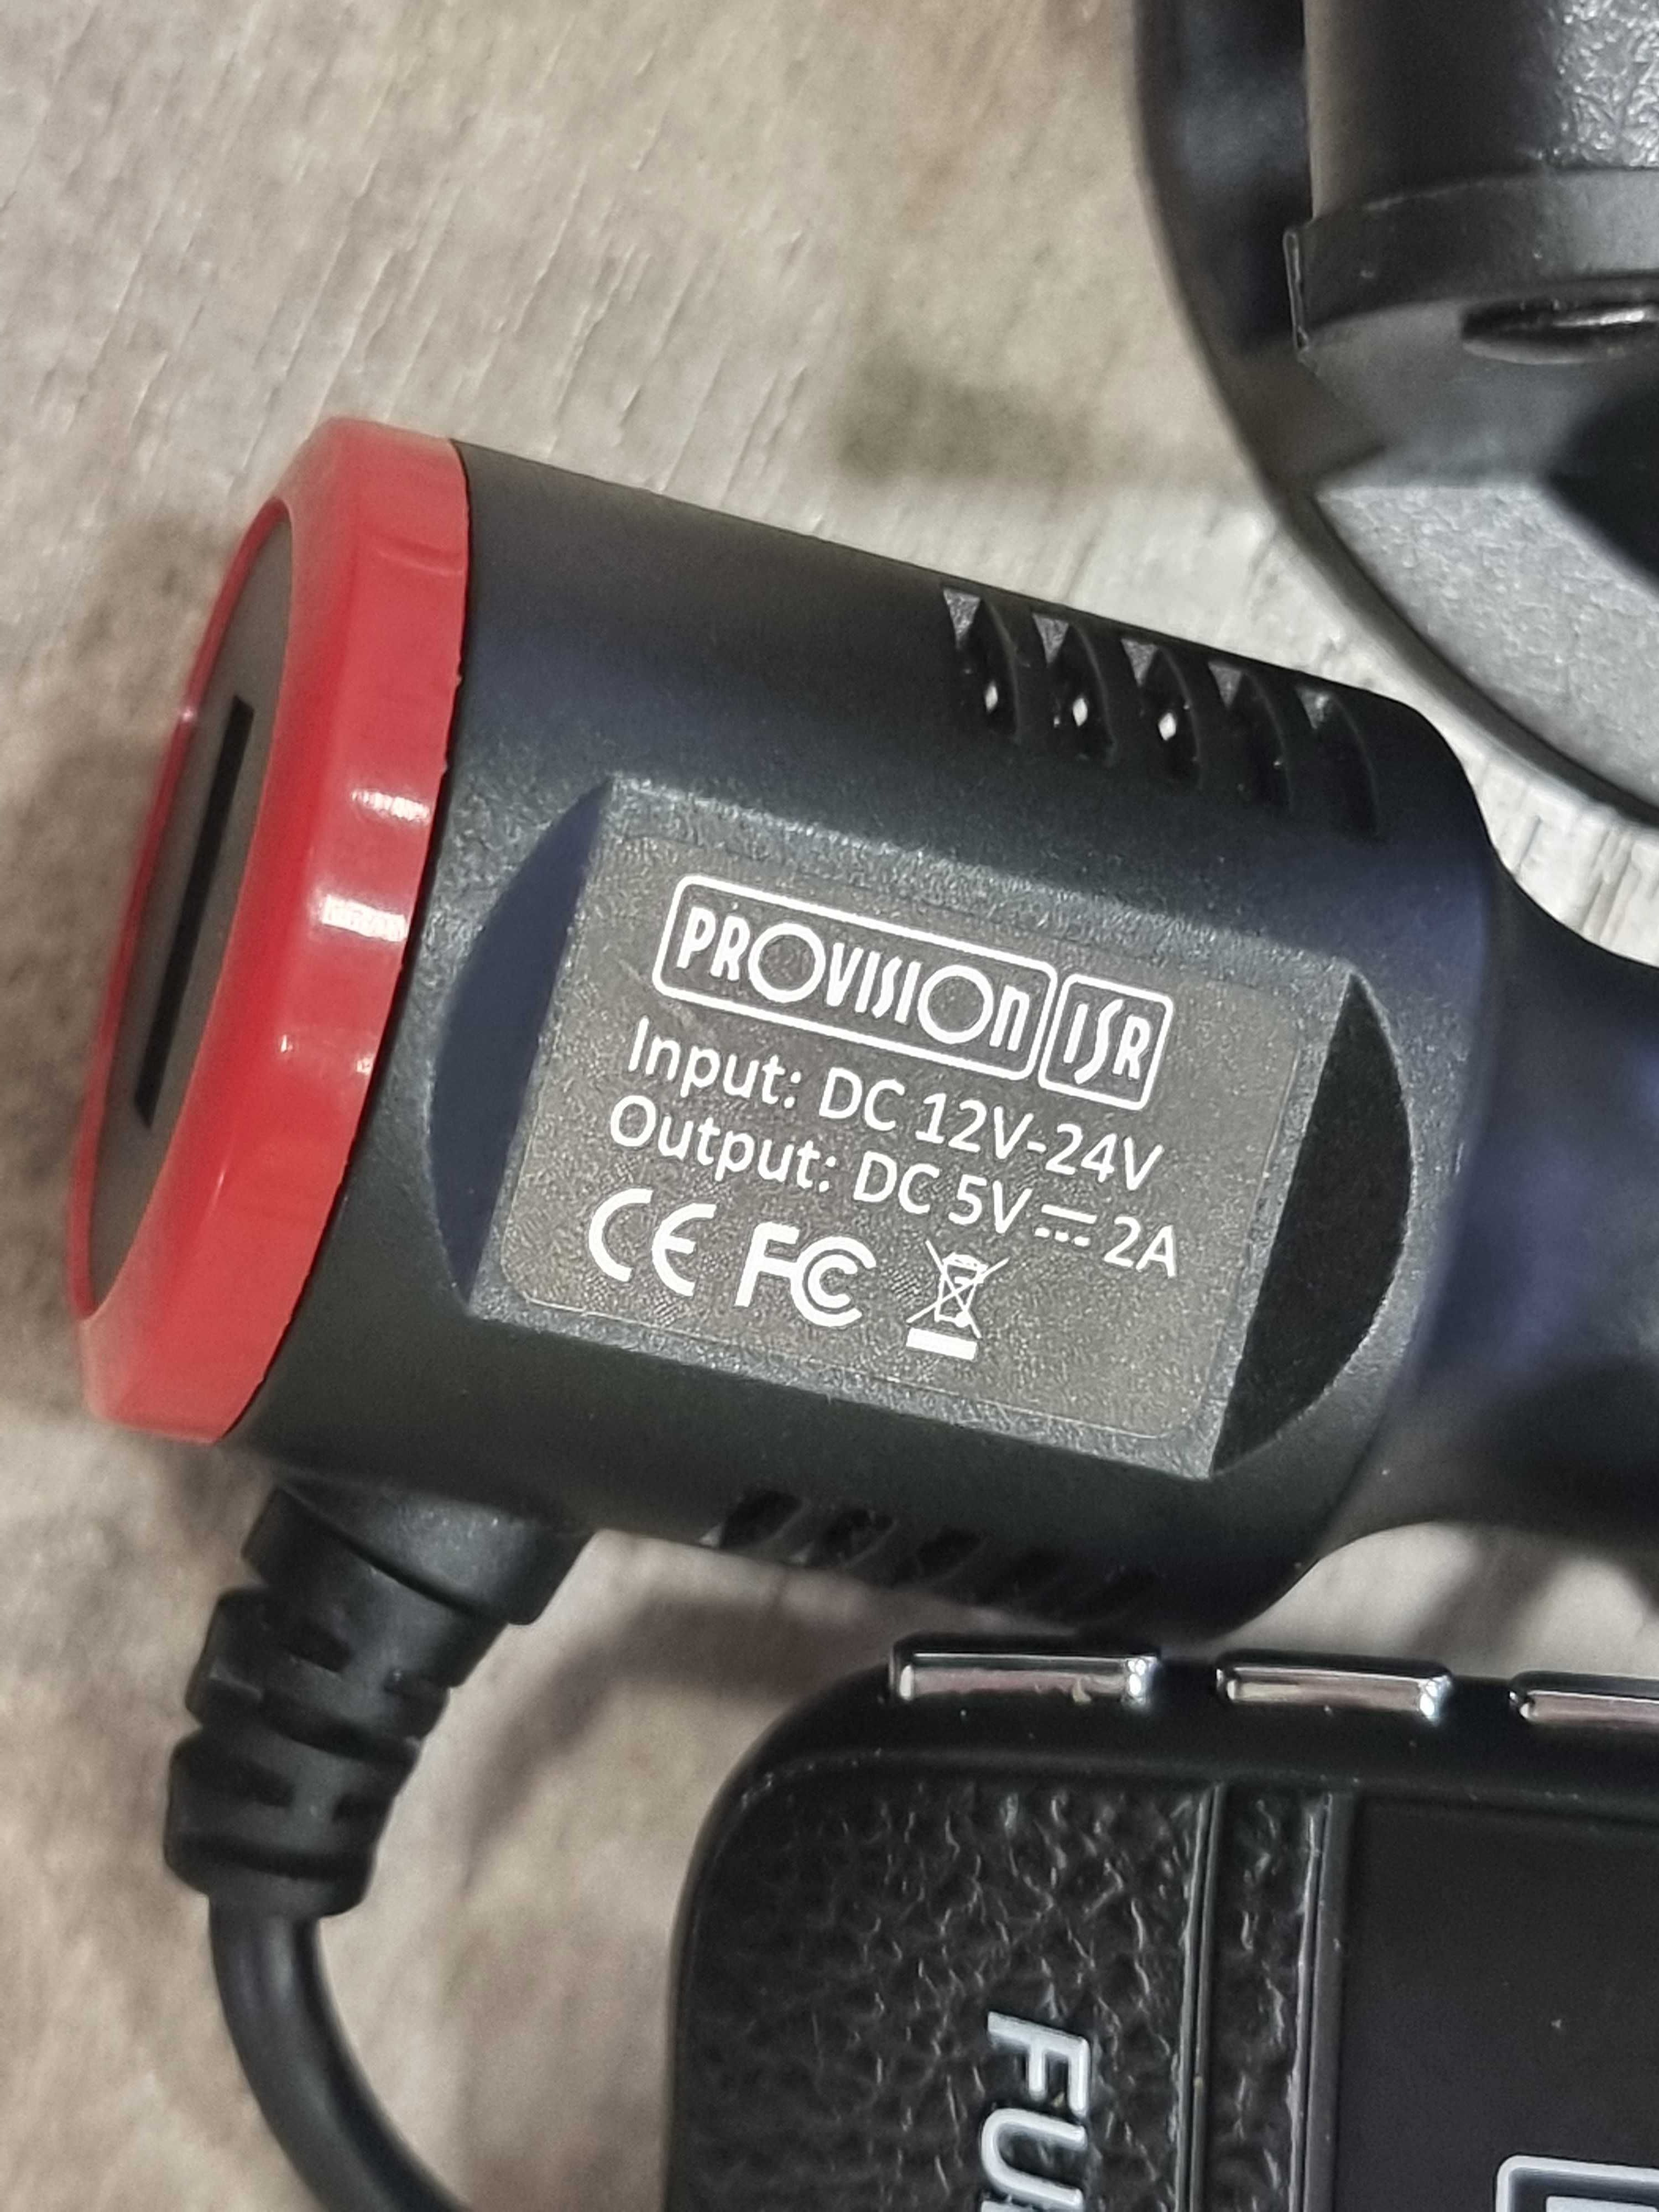 PROVISION ISR
Input: DC 12V-24V
Output: DC 5V⎓2A
CE FC